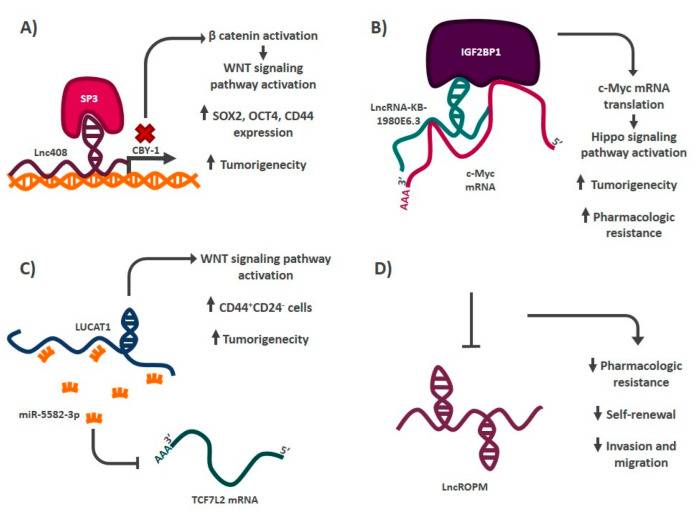 A)
β catenin activation
WNT signaling
pathway activation
SP3
SOX2, OCT4, CD44
expression
Lnc408
CBY-1
Tumorigenecity
B)
IGF2BP1
c-Myc mRNA
translation
LncRNA-KB-
1980E6.3
Hippo signaling
pathway activation
5’
3’
AAA
c-Myc
mRNA
Tumorigenecity
Pharmacologic
resistance
C)
WNT signaling pathway
activation
CD44⁺CD24⁻ cells
LUCAT1
Tumorigenecity
miR-5582-3p
3’
AAA
5’
TCF7L2 mRNA
D)
Pharmacologic
resistance
Self-renewal
Invasion and
migration
LncROPM